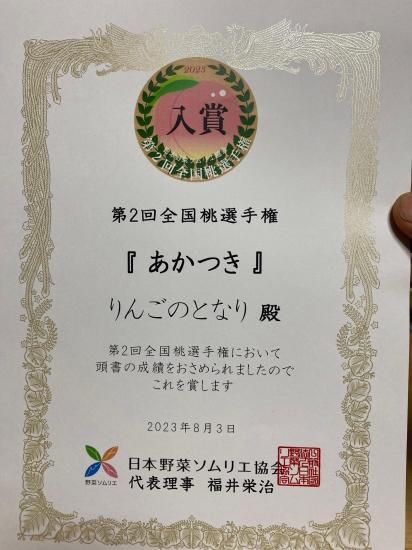 2023
入賞
第2回全国桃選手権
第2回全国桃選手権
『 あかつき 』
りんごのとなり 殿
第2回全国桃選手権において
頭書の成績をおさめられましたので
これを賞します
2023年8月3日
野菜ソムリエ
日本野菜ソムリエ協会
代表理事 福井栄治